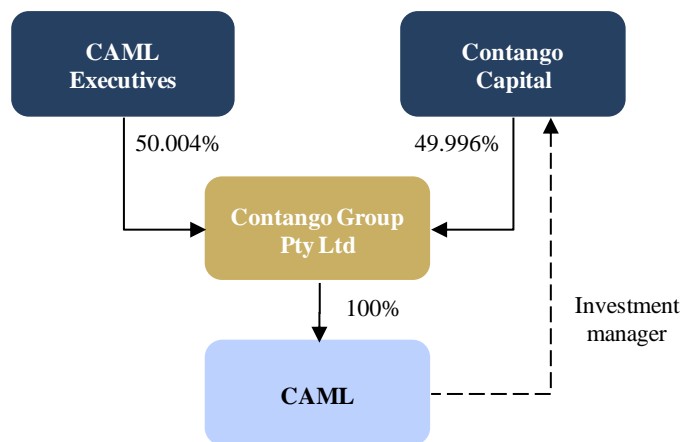 CAML
Executives
Contango
Capital
50.004%
49.996%
Contango Group
Pty Ltd
100%
Investment
manager
CAML